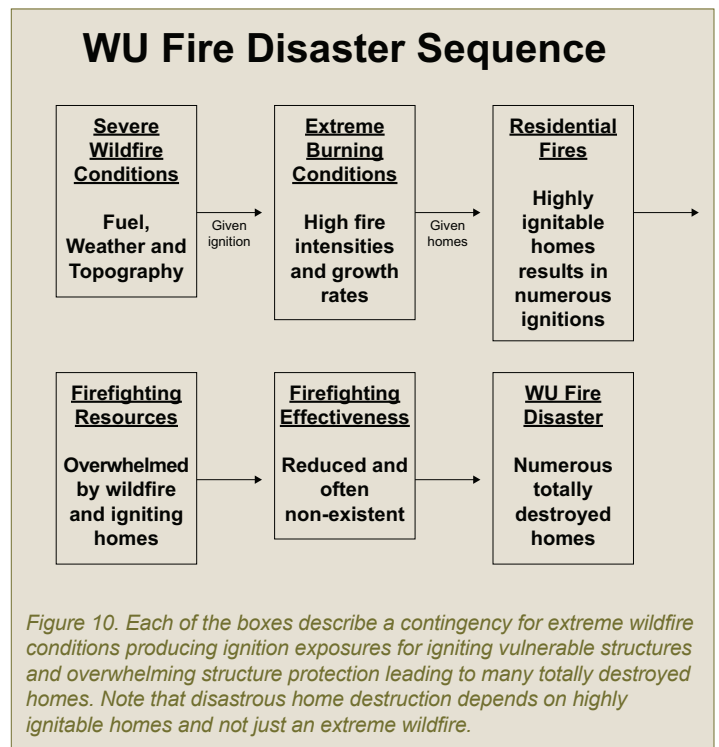 WU Fire Disaster Sequence
Severe
Wildfire
Conditions
Fuel,
Weather and
Topography
Given
ignition
Extreme
Burning
Conditions
High fire
intensities
and growth
rates
Given
homes
Residential
Fires
Highly
ignitable
homes
results in
numerous
ignitions
Firefighting
Resources
Overwhelmed
by wildfire
and igniting
homes
Firefighting
Effectiveness
Reduced and
often
non-existent
WU Fire
Disaster
Numerous
totally
destroyed
homes
Figure 10. Each of the boxes describe a contingency for extreme wildfire
conditions producing ignition exposures for igniting vulnerable structures
and overwhelming structure protection leading to many totally destroyed
homes. Note that disastrous home destruction depends on highly
ignitable homes and not just an extreme wildfire.